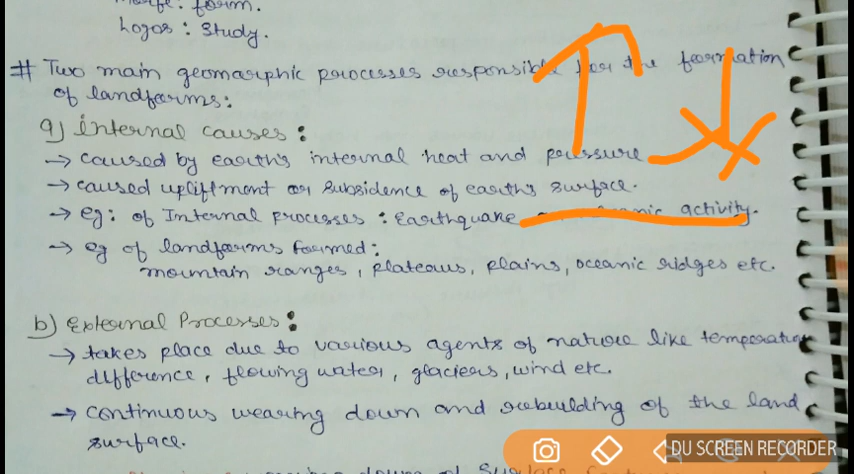 form.
Logos : Study.
# Two main geomorphic processes responsible for the formation
of landforms:
a) internal causes :
→ caused by earth's internal heat and pressure
→ caused upliftment or subsidence of earth's surface.
→ eg: of Internal processes : Earthquake activity.
→ eg of landforms formed:
mountain ranges, plateaus, plains, oceanic ridges etc.
b) External Processes :
→ takes place due to various agents of nature like temperature
difference, flowing water, glaciers, wind etc.
→ continuous wearing down and rebuilding of the land
surface.
DU SCREEN RECORDER